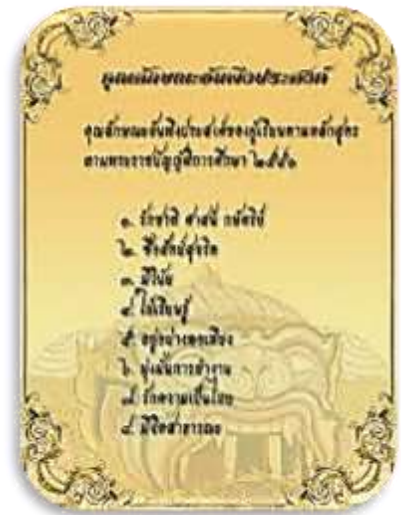 คุณลักษณะอันพึงประสงค์
คุณลักษณะอันพึงประสงค์ของผู้เรียนตามหลักสูตร
ตามพระราชบัญญัติการศึกษา ๒๕๕๑
๑. รักชาติ ศาสน์ กษัตริย์
๒. ซื่อสัตย์สุจริต
๓. มีวินัย
๔. ใฝ่เรียนรู้
๕. อยู่อย่างพอเพียง
๖. มุ่งมั่นการทำงาน
๗. รักความเป็นไทย
๘. มีจิตสาธารณะ